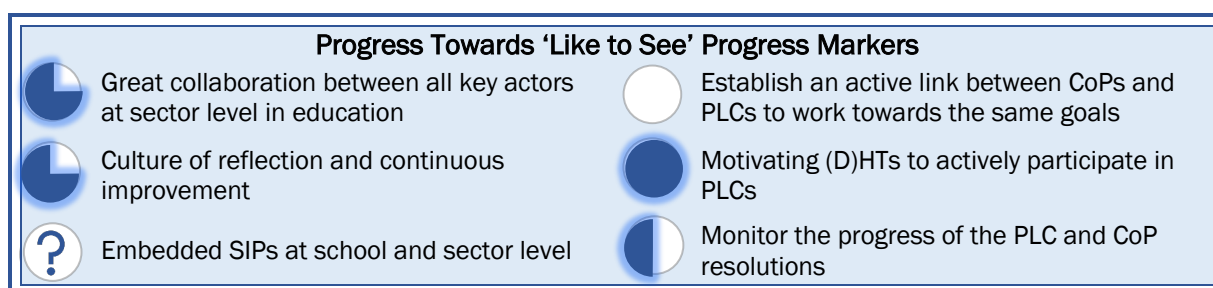 Progress Towards ‘Like to See’ Progress Markers
Great collaboration between all key actors
at sector level in education
Culture of reflection and continuous
improvement
?
Embedded SIPs at school and sector level
Establish an active link between CoPs and
PLCs to work towards the same goals
Motivating (D)HTs to actively participate in
PLCs
Monitor the progress of the PLC and CoP
resolutions